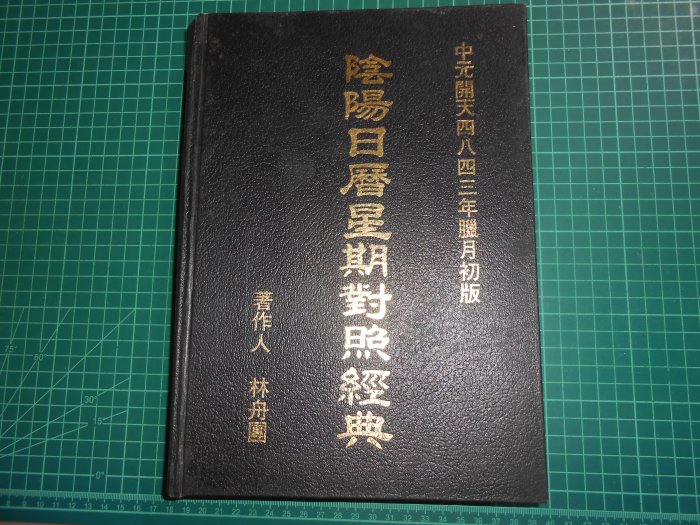 中元開天四八四三年臘月初版
陰陽日曆星期對照經典
著作人 林舟團